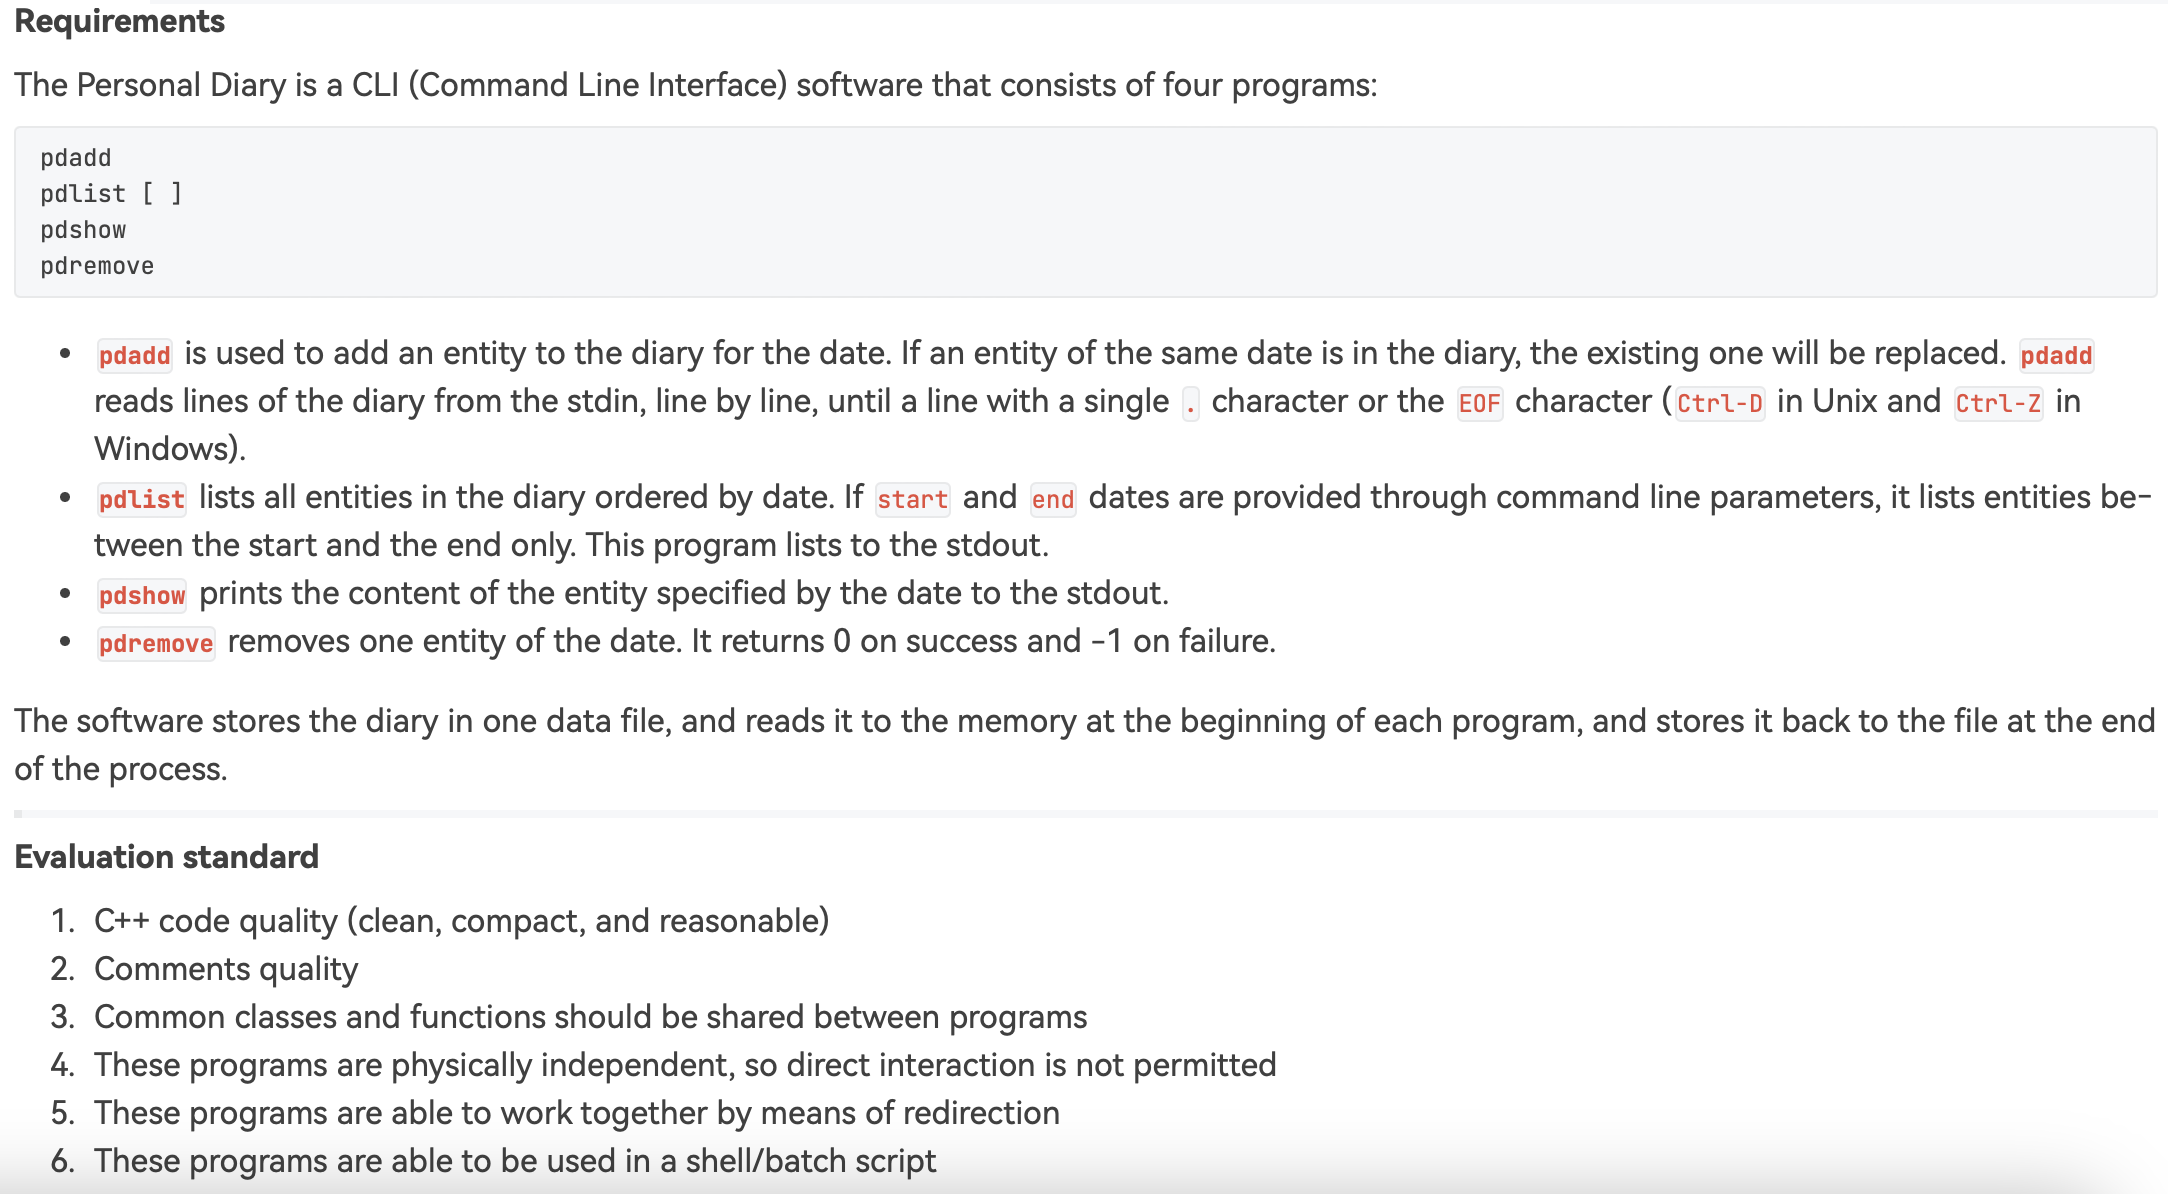 Requirements
The Personal Diary is a CLI (Command Line Interface) software that consists of four programs:
pdadd
pdlist [ ]
pdshow
pdremove
• pdadd is used to add an entity to the diary for the date. If an entity of the same date is in the diary, the existing one will be replaced. pdadd
reads lines of the diary from the stdin, line by line, until a line with a single . character or the EOF character (Ctrl-D in Unix and Ctrl-Z in
Windows).
• pdlist lists all entities in the diary ordered by date. If start and end dates are provided through command line parameters, it lists entities be-
tween the start and the end only. This program lists to the stdout.
• pdshow prints the content of the entity specified by the date to the stdout.
• pdremove removes one entity of the date. It returns 0 on success and -1 on failure.
The software stores the diary in one data file, and reads it to the memory at the beginning of each program, and stores it back to the file at the end
of the process.
Evaluation standard
1. C++ code quality (clean, compact, and reasonable)
2. Comments quality
3. Common classes and functions should be shared between programs
4. These programs are physically independent, so direct interaction is not permitted
5. These programs are able to work together by means of redirection
6. These programs are able to be used in a shell/batch script